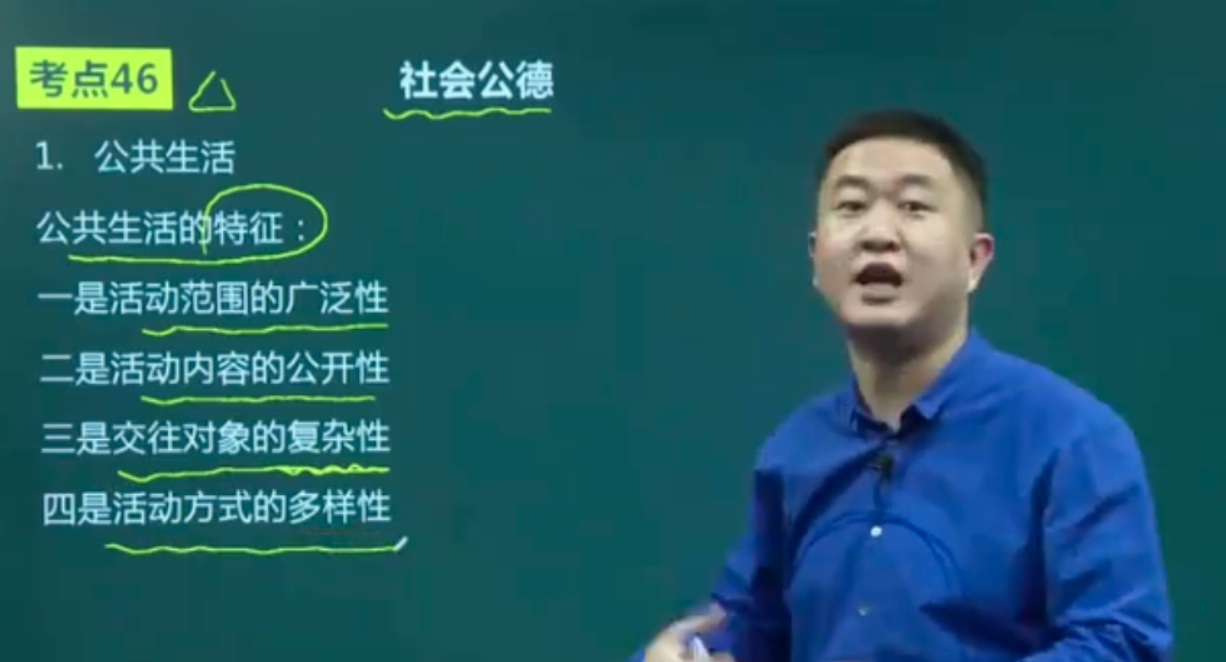 考点46
社会公德
1. 公共生活
公共生活的特征：
一是活动范围的广泛性
二是活动内容的公开性
三是交往对象的复杂性
四是活动方式的多样性